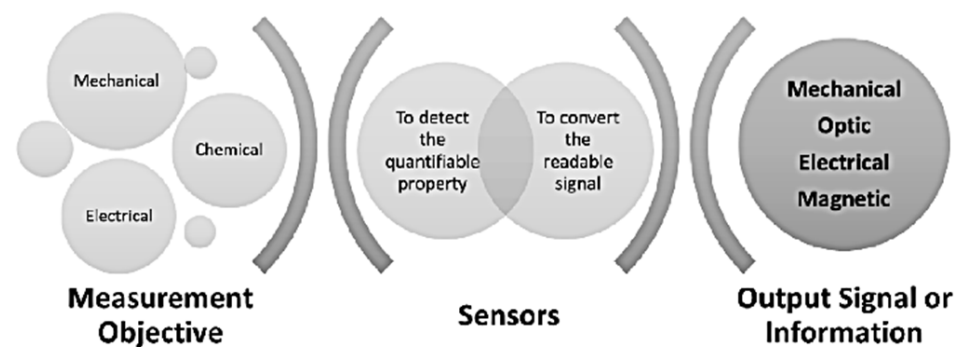 Mechanical
Chemical
Electrical
Measurement
Objective
To detect
the
quantifiable
property
To convert
the
readable
signal
Sensors
Mechanical
Optic
Electrical
Magnetic
Output Signal or
Information